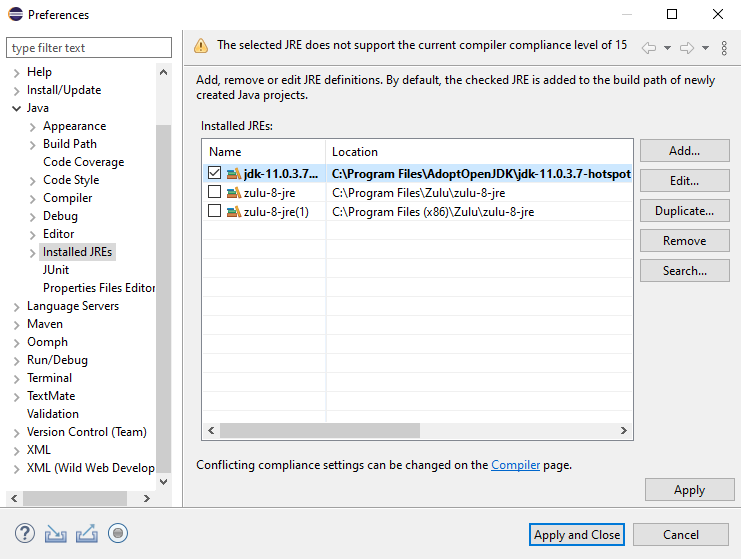 Preferences
type filter text
The selected JRE does not support the current compiler compliance level of 15
Help
Install/Update
Java
Appearance
Build Path
Code Coverage
Code Style
Compiler
Debug
Editor
Installed JREs
JUnit
Properties Files Editor
Language Servers
Maven
Oomph
Run/Debug
Terminal
TextMate
Validation
Version Control (Team)
XML
XML (Wild Web Develop
Add, remove or edit JRE definitions. By default, the checked JRE is added to the build path of newly
created Java projects.
Installed JREs:
Name Location
jdk-11.0.3.7... C:\Program Files\AdoptOpenJDK\jdk-11.0.3.7-hotspot
zulu-8-jre C:\Program Files\Zulu\zulu-8-jre
zulu-8-jre(1) C:\Program Files (x86)\Zulu\zulu-8-jre
Add...
Edit...
Duplicate...
Remove
Search...
Conflicting compliance settings can be changed on the Compiler page.
Apply
?
Apply and Close
Cancel